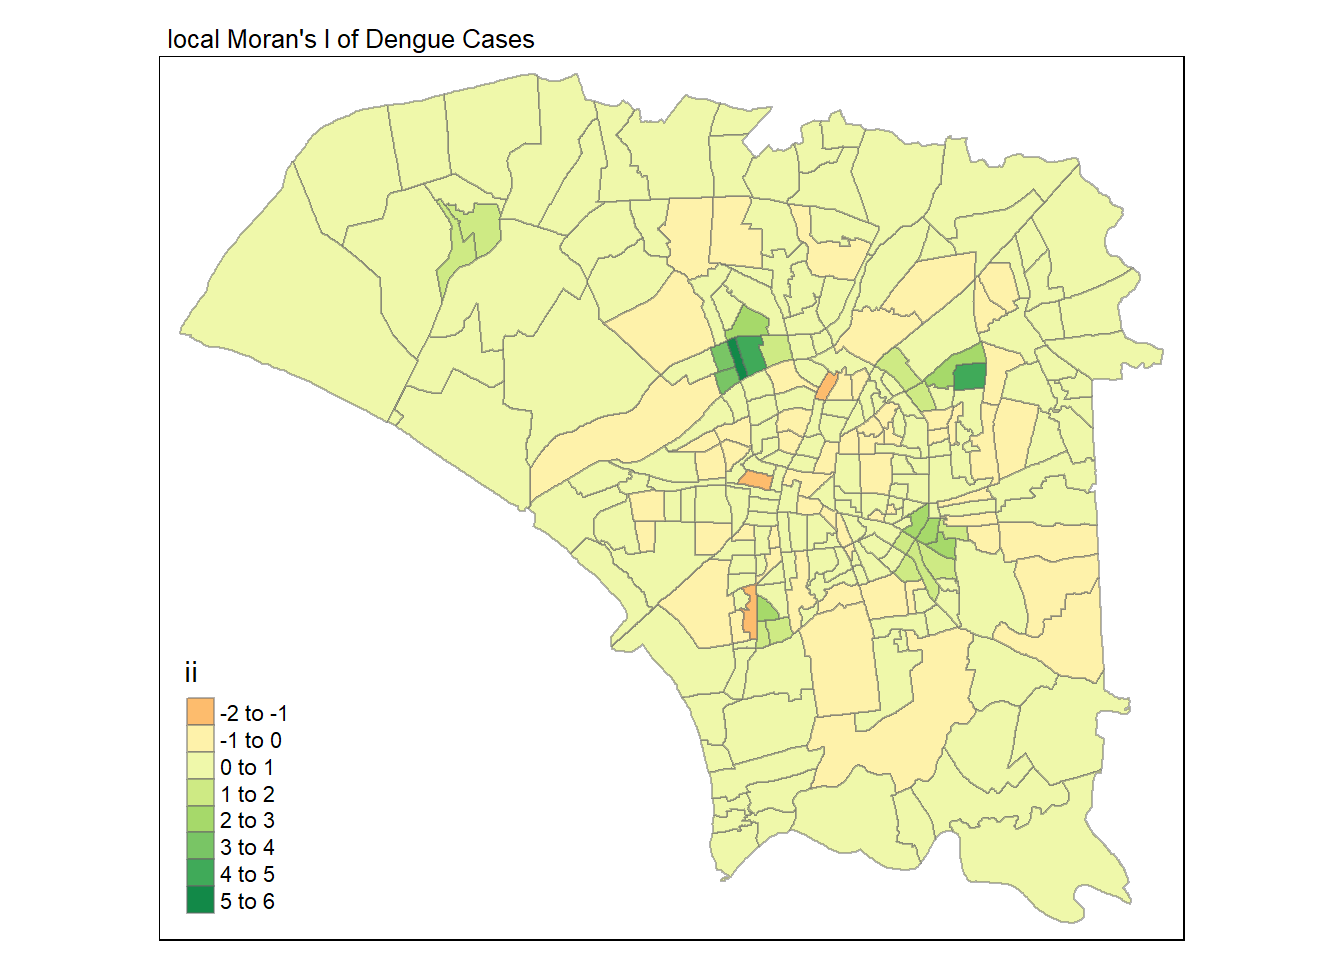 local Moran's I of Dengue Cases
ii
-2 to -1
-1 to 0
0 to 1
1 to 2
2 to 3
3 to 4
4 to 5
5 to 6